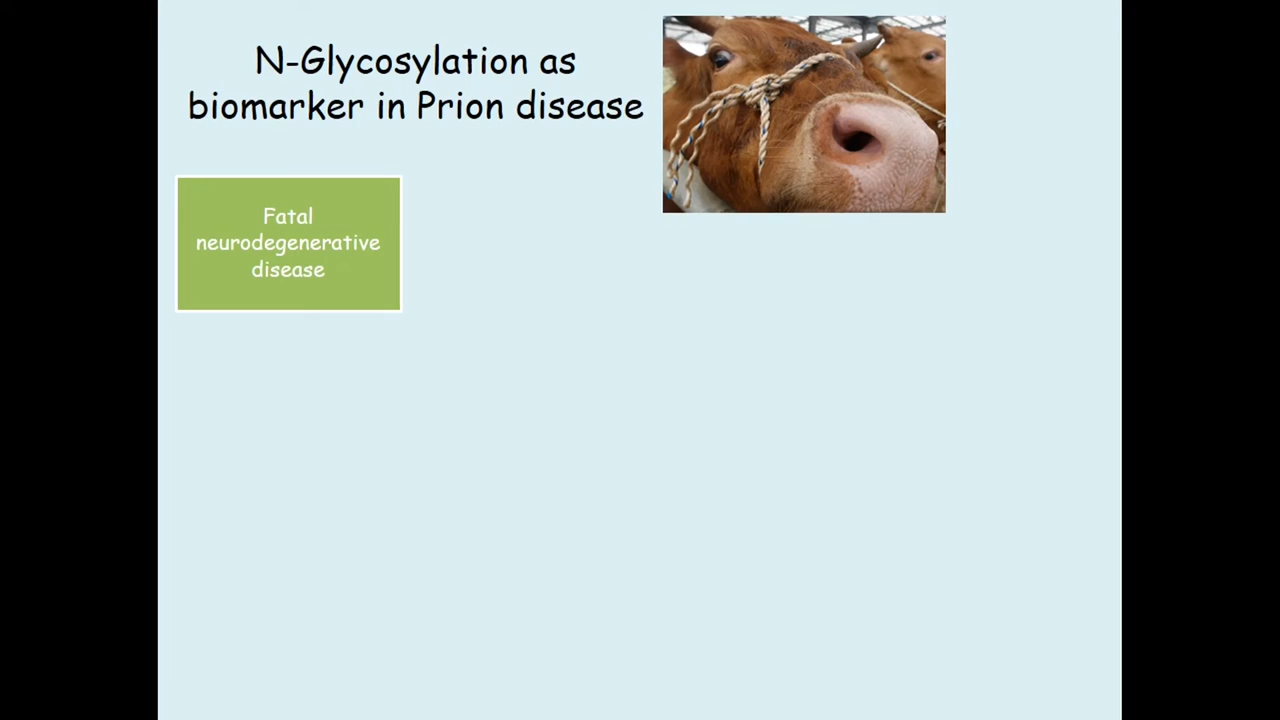 N-Glycosylation as
biomarker in Prion disease
Fatal
neurodegenerative
disease